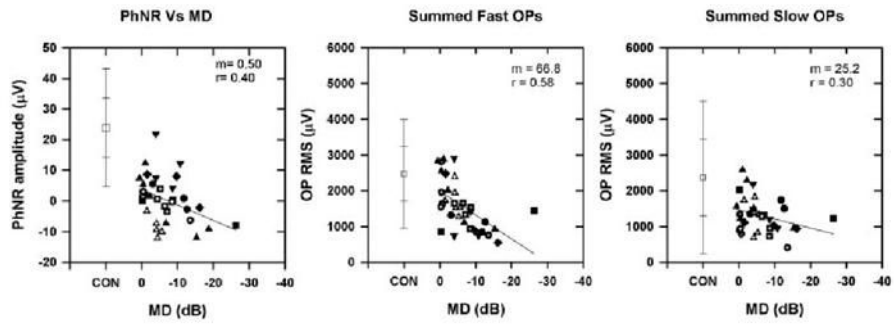 PhNR Vs MD
m= 0.50
r= 0.40
PhNR amplitude (µV)
50
40
30
20
10
0
-10
-20
CON 0 -10 -20 -30 -40
MD (dB)
Summed Fast OPs
m = 66.8
r = 0.58
OP RMS (µV)
6000
5000
4000
3000
2000
1000
0
CON 0 -10 -20 -30 -40
MD (dB)
Summed Slow OPs
m = 25.2
r = 0.30
OP RMS (µV)
6000
5000
4000
3000
2000
1000
0
CON 0 -10 -20 -30 -40
MD (dB)